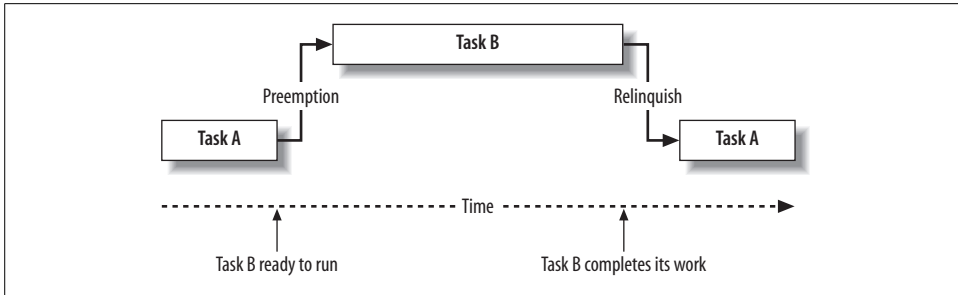 Task B
Preemption
Relinquish
Task A
Task A
Time
Task B ready to run
Task B completes its work